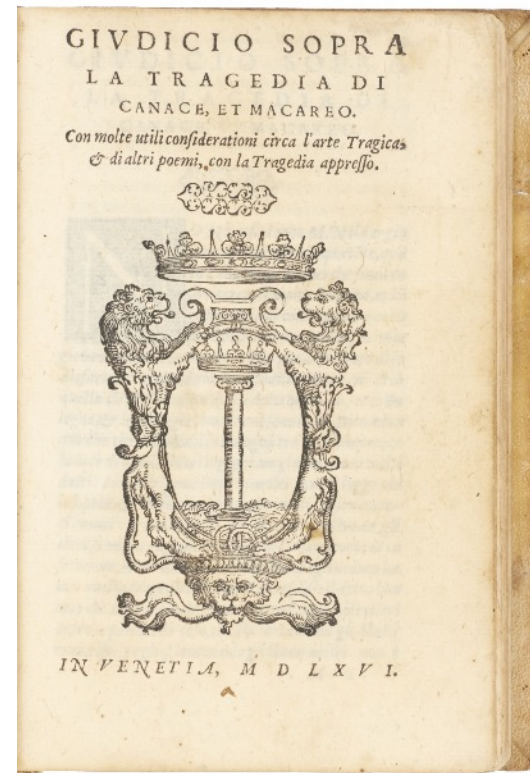 GIVDICIO SOPRA
LA TRAGEDIA DI
CANACE, ET MACAREO.
Con molte utili conſiderationi circa l'arte Tragica,
& di altri poemi, con la Tragedia appreſſo.
IN VENETIA, M D LXVI.